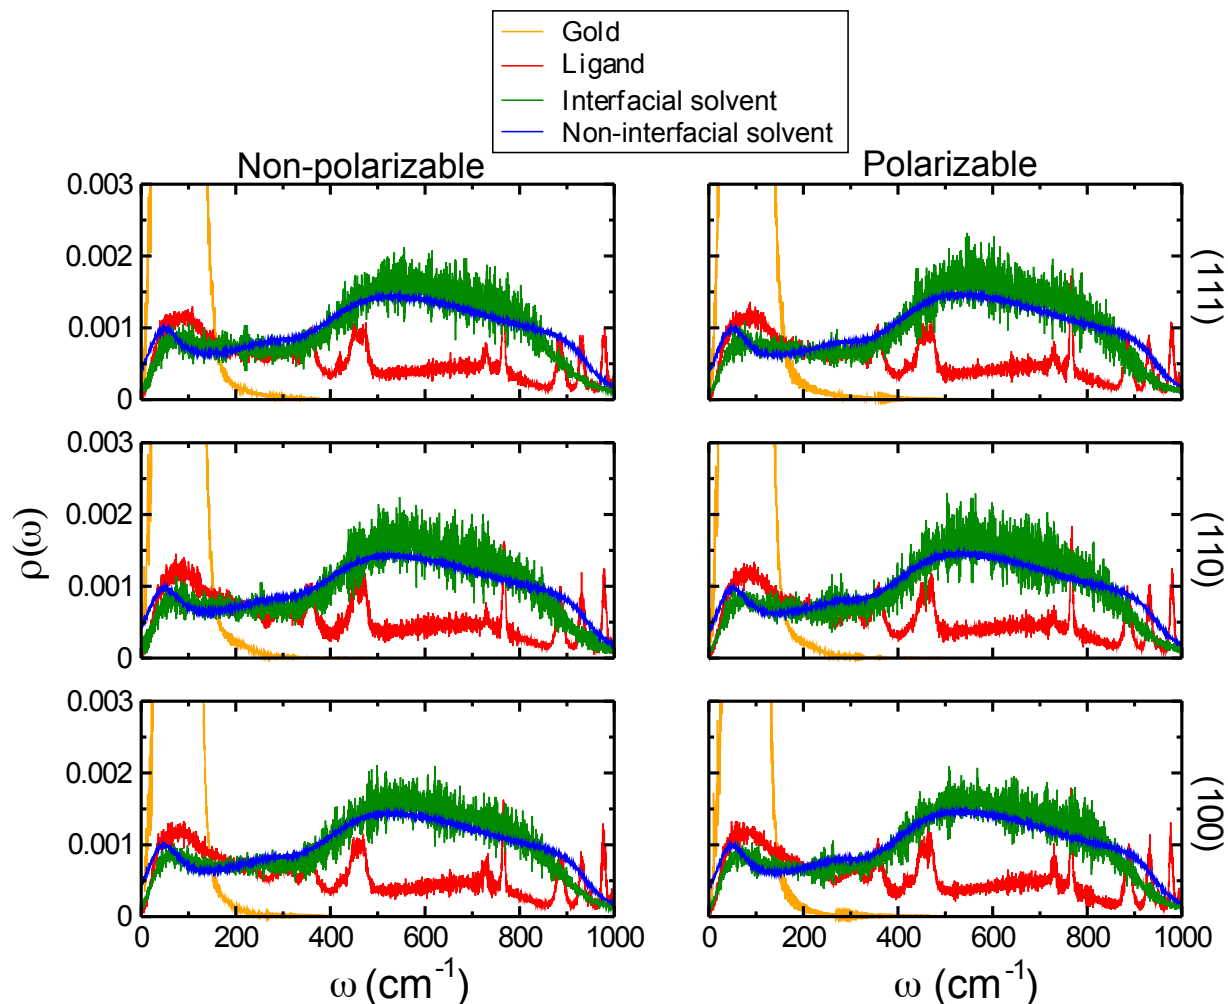 Gold
Ligand
Interfacial solvent
Non-interfacial solvent
Non-polarizable
Polarizable
0.003
0.002
0.001
0
(111)
0.003
0.002
0.001
0
(110)
0.003
0.002
0.001
0
(100)
ρ(ω)
0 200 400 600 800 1000
0 200 400 600 800 1000
ω (cm⁻¹)
ω (cm⁻¹)